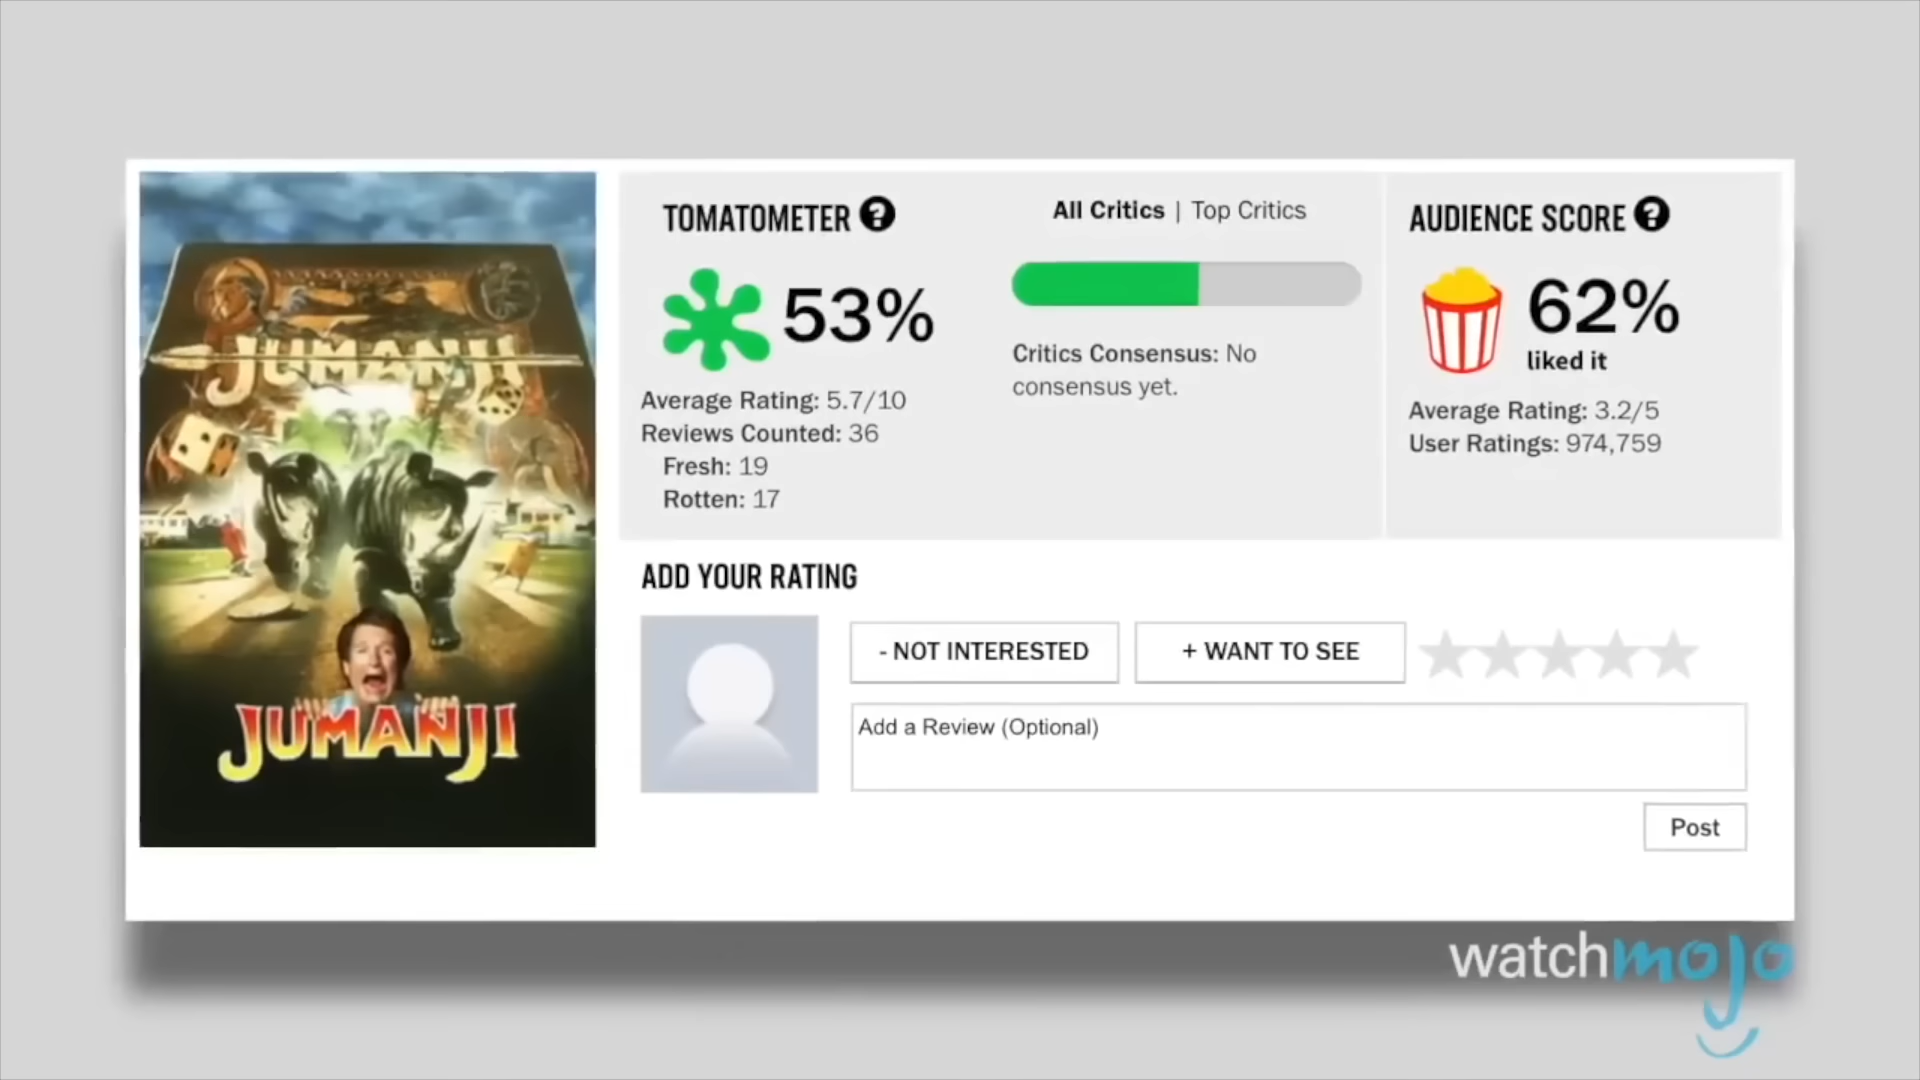 JUMANJI
JUMANJI
TOMATOMETER ?
53%
Average Rating: 5.7/10
Reviews Counted: 36
Fresh: 19
Rotten: 17
All Critics | Top Critics
Critics Consensus: No
consensus yet.
AUDIENCE SCORE ?
62%
liked it
Average Rating: 3.2/5
User Ratings: 974,759
ADD YOUR RATING
- NOT INTERESTED
+ WANT TO SEE
Add a Review (Optional)
Post
watchmojo